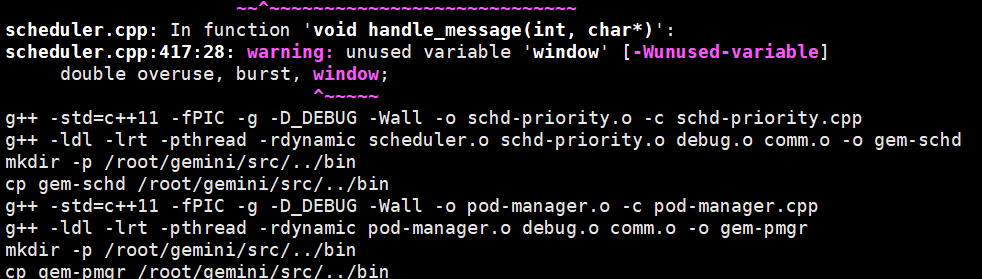 ~~^~~~~~~~~~~~~~~~~~~~~~~~~~~~~
scheduler.cpp: In function 'void handle_message(int, char*)':
scheduler.cpp:417:28: warning: unused variable 'window' [-Wunused-variable]
     double overuse, burst, window;
                            ^~~~~~
g++ -std=c++11 -fPIC -g -D_DEBUG -Wall -o schd-priority.o -c schd-priority.cpp
g++ -ldl -lrt -pthread -rdynamic scheduler.o schd-priority.o debug.o comm.o -o gem-schd
mkdir -p /root/gemini/src/../bin
cp gem-schd /root/gemini/src/../bin
g++ -std=c++11 -fPIC -g -D_DEBUG -Wall -o pod-manager.o -c pod-manager.cpp
g++ -ldl -lrt -pthread -rdynamic pod-manager.o debug.o comm.o -o gem-pmgr
mkdir -p /root/gemini/src/../bin
cp gem-pmgr /root/gemini/src/../bin